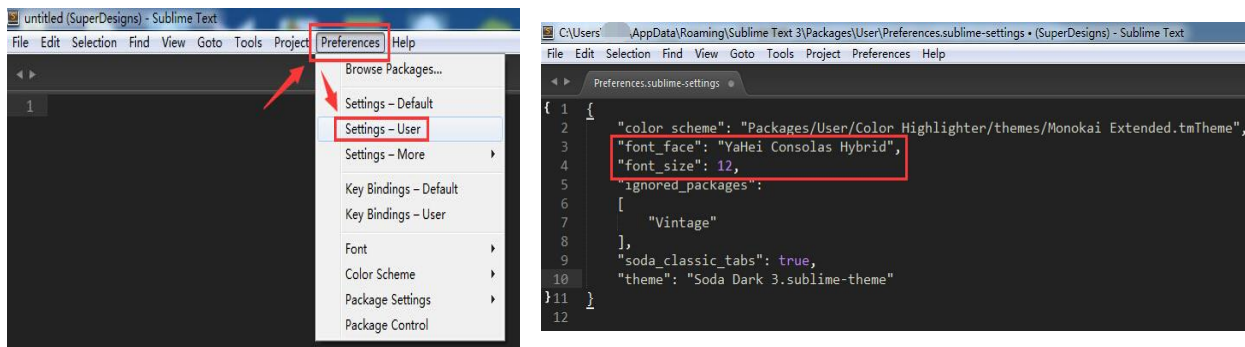 untitled (SuperDesigns) - Sublime Text
File Edit Selection Find View Goto Tools Project Preferences Help
1
Browse Packages...
Settings – Default
Settings – User
Settings – More
Key Bindings – Default
Key Bindings – User
Font
Color Scheme
Package Settings
Package Control
C:\Users\ \AppData\Roaming\Sublime Text 3\Packages\User\Preferences.sublime-settings • (SuperDesigns) - Sublime Text
File Edit Selection Find View Goto Tools Project Preferences Help
Preferences.sublime-settings
{ 1 {
2 "color_scheme": "Packages/User/Color Highlighter/themes/Monokai Extended.tmTheme",
3 "font_face": "YaHei Consolas Hybrid",
4 "font_size": 12,
5 "ignored_packages":
6 [
7 "Vintage"
8 ],
9 "soda_classic_tabs": true,
10 "theme": "Soda Dark 3.sublime-theme"
} 11 }
12